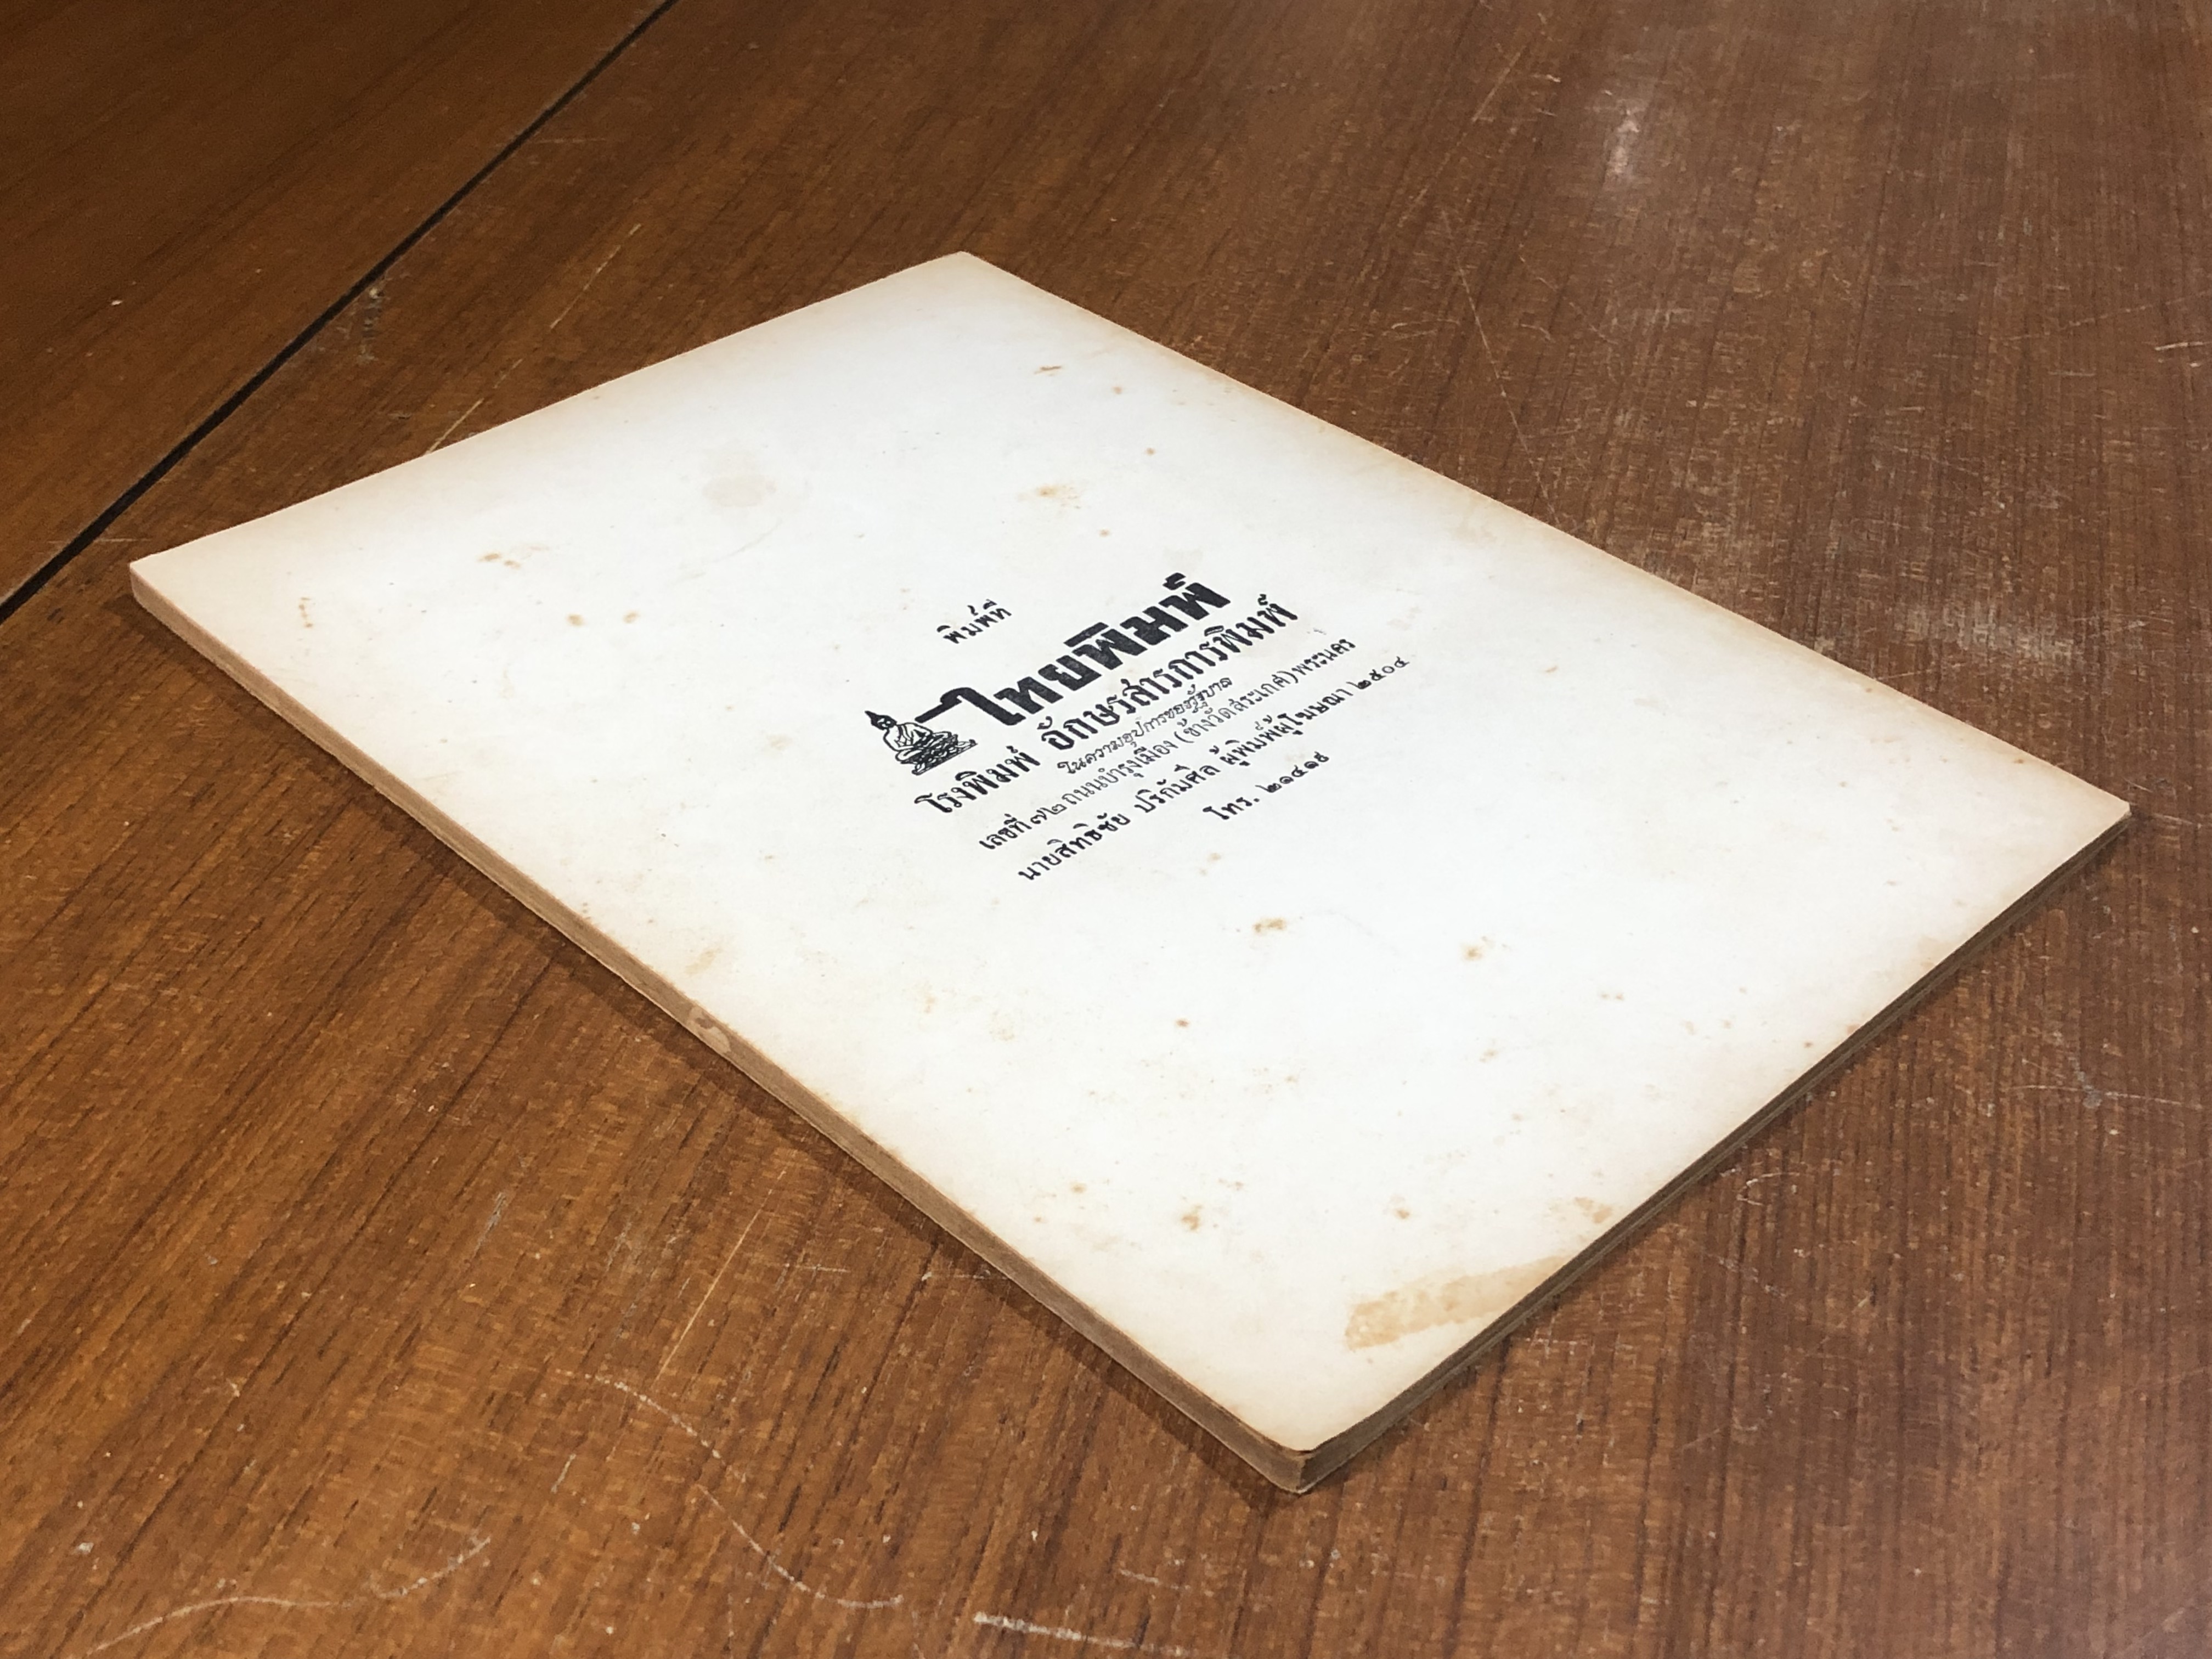 พิมพ์ที่
ไทยพิมพ์
โรงพิมพ์ อักษรสารการพิมพ์
ในความอุปการของรัฐบาล
เลขที่ ๗๒ ถนนบำรุงเมือง (ข้างวัดสระเกศ) พระนคร
นายสิทธิชัย ปริกัมศีล ผู้พิมพ์ผู้โฆษณา ๒๕๐๔
โทร. ๒๑๔๑๕